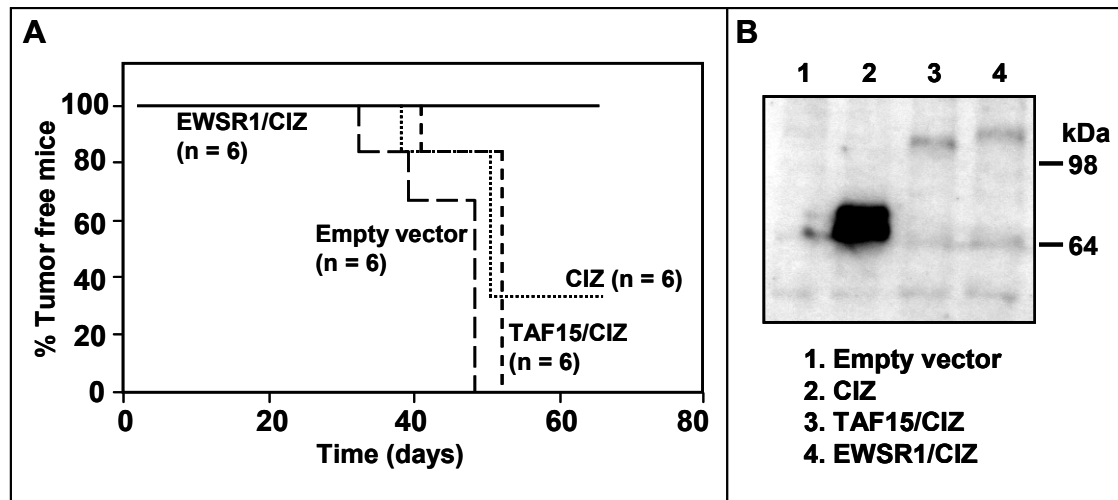 A
% Tumor free mice
100
80
60
40
20
0
EWSR1/CIZ
(n = 6)
Empty vector
(n = 6)
CIZ (n = 6)
TAF15/CIZ
(n = 6)
0 20 40 60 80
Time (days)
B
1 2 3 4
kDa
98
64
1. Empty vector
2. CIZ
3. TAF15/CIZ
4. EWSR1/CIZ